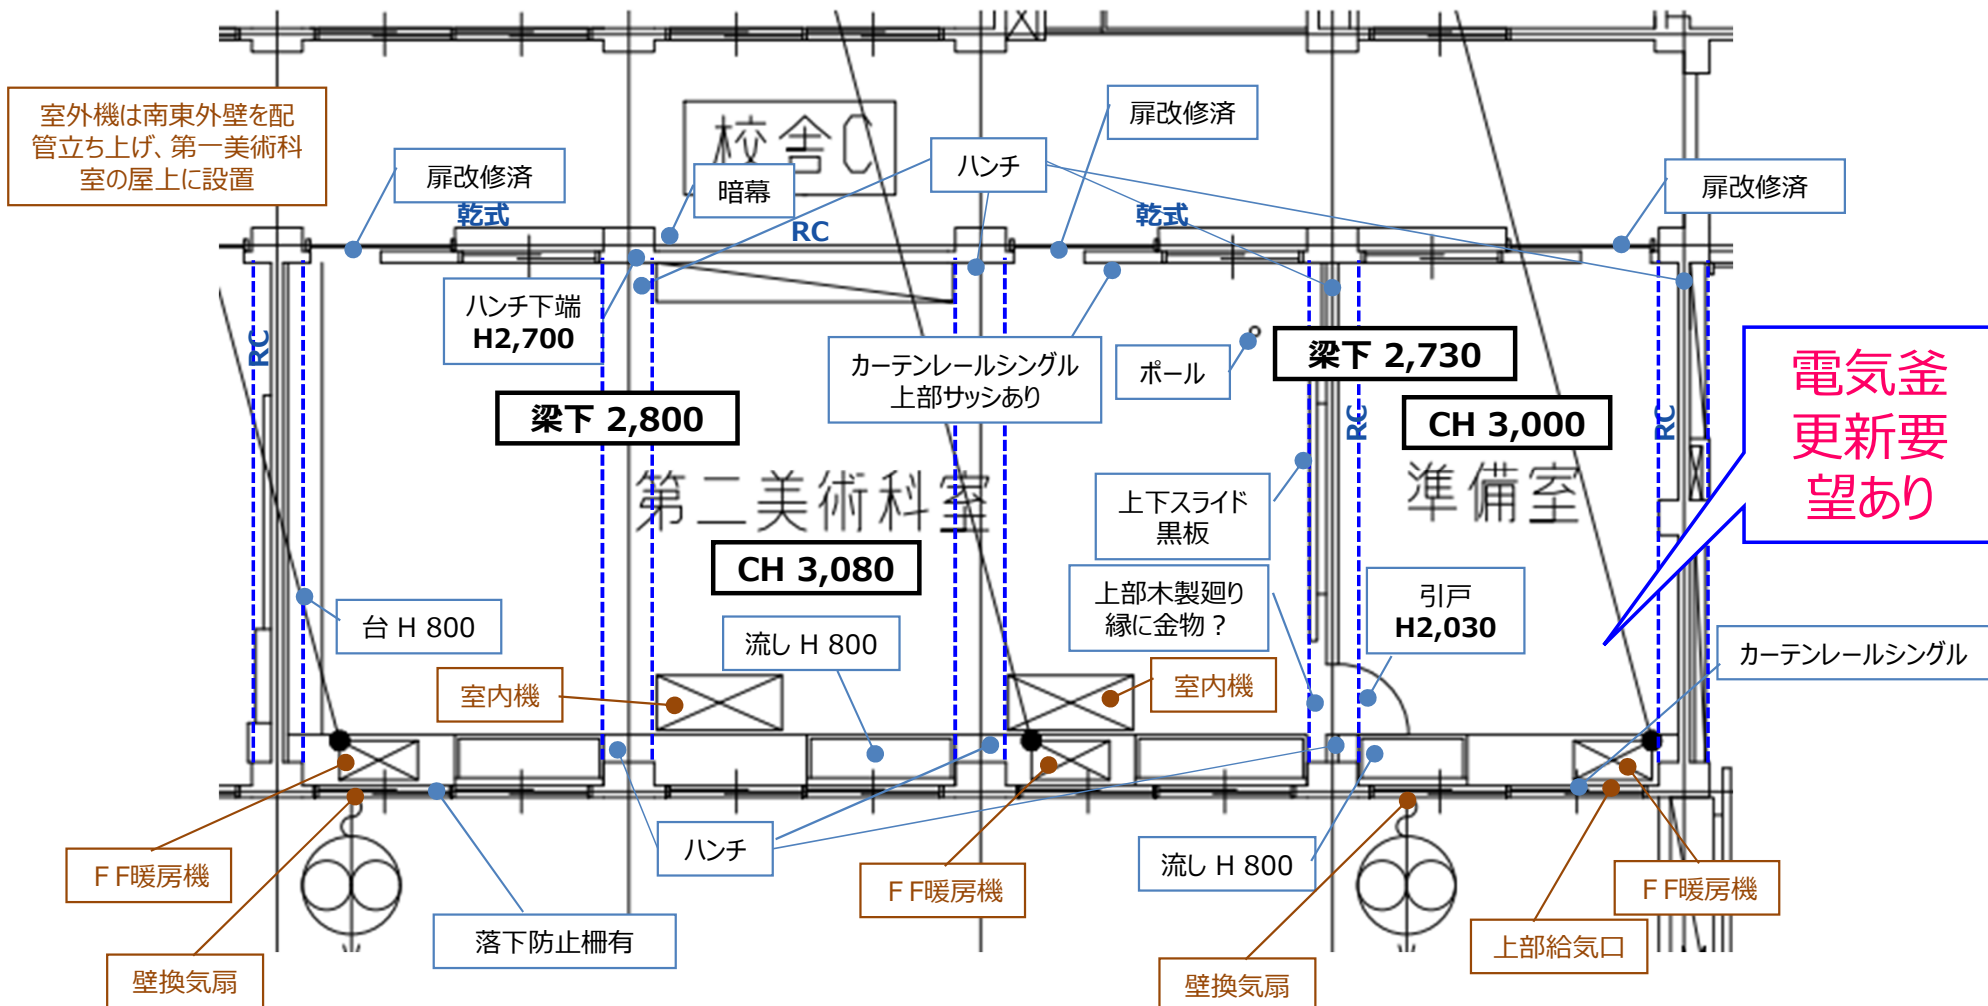 室外機は南東外壁を配
管立ち上げ、第一美術科
室の屋上に設置
扉改修済
乾式
校舎C
暗幕
RC
ハンチ
扉改修済
乾式
扉改修済
RC
ハンチ下端
H2,700
カーテンレールシングル
上部サッシあり
ポール
梁下 2,730
梁下 2,800
RC
CH 3,000
RC
電気釜
更新要
望あり
第二美術科室
準備室
上下スライド
黒板
CH 3,080
台 H 800
流し H 800
上部木製廻り
縁に金物？
引戸
H2,030
カーテンレールシングル
室内機
室内機
ＦＦ暖房機
ハンチ
ＦＦ暖房機
流し H 800
ＦＦ暖房機
落下防止柵有
上部給気口
壁換気扇
壁換気扇